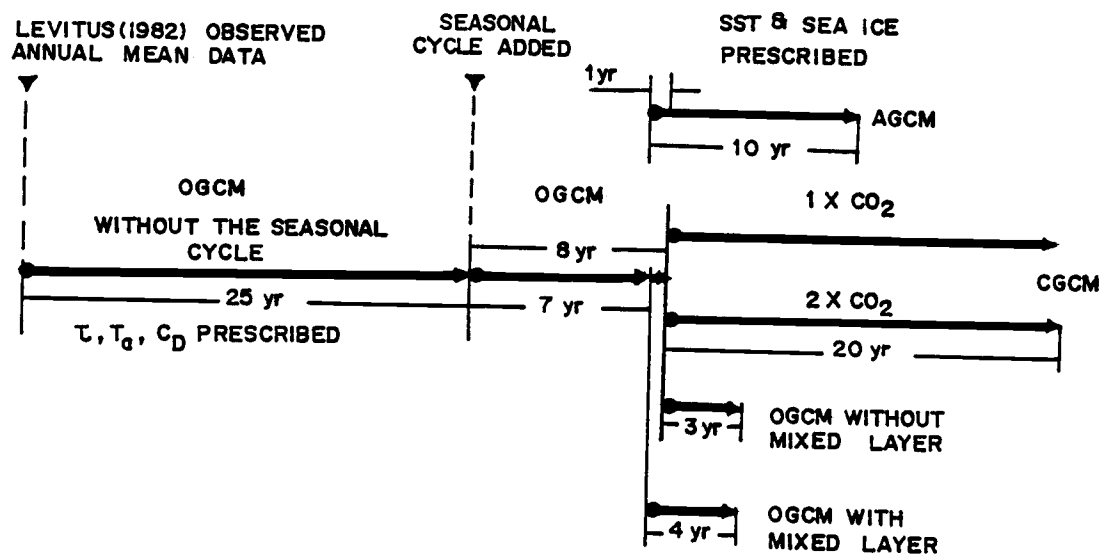 LEVITUS(1982) OBSERVED
ANNUAL MEAN DATA
SEASONAL
CYCLE ADDED
SST & SEA ICE
PRESCRIBED
1yr
AGCM
10 yr
OGCM
WITHOUT THE SEASONAL
CYCLE
OGCM
1 X CO2
8 yr
25 yr
7 yr
CGCM
2 X CO2
τ, Ta, CD PRESCRIBED
20 yr
3 yr
OGCM WITHOUT
MIXED LAYER
4 yr
OGCM WITH
MIXED LAYER